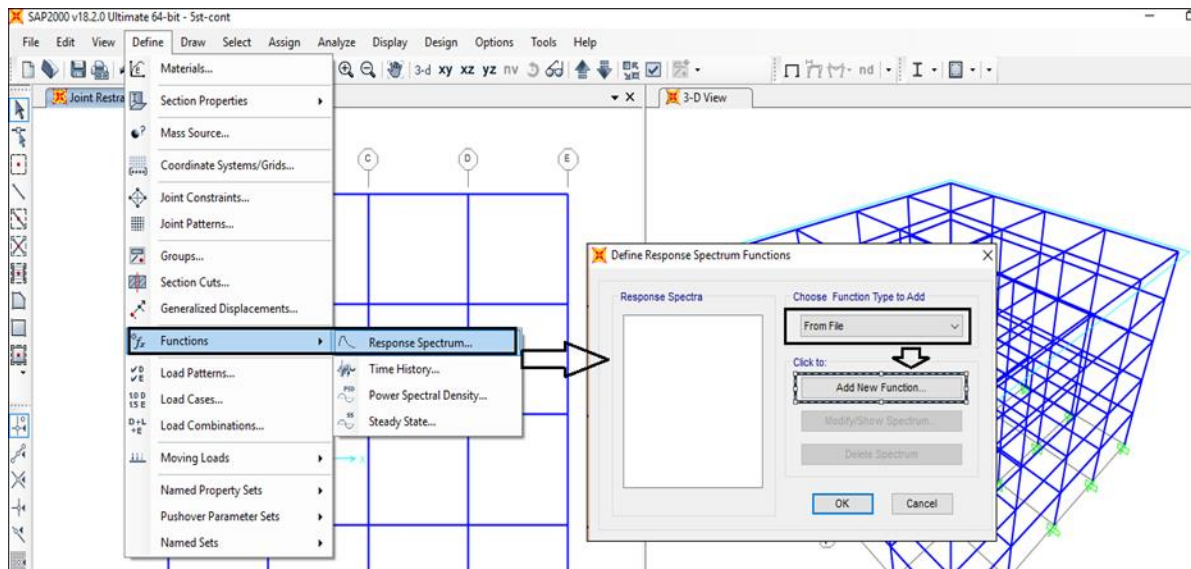 SAP2000 v18.2.0 Ultimate 64-bit - 5st-cont
File Edit View Define Draw Select Assign Analyze Display Design Options Tools Help
3-d xy xz yz nv
nd
Joint Restra
X
3-D View
Materials...
Section Properties
Mass Source...
Coordinate Systems/Grids...
Joint Constraints...
Joint Patterns...
Groups...
Section Cuts...
Generalized Displacements...
Functions
Load Patterns...
Load Cases...
Load Combinations...
Moving Loads
Named Property Sets
Pushover Parameter Sets
Named Sets
Response Spectrum...
Time History...
Power Spectral Density...
Steady State...
C D E
Define Response Spectrum Functions
Response Spectra
Choose Function Type to Add
From File
Click to:
Add New Function...
Modify/Show Spectrum...
Delete Spectrum
OK Cancel